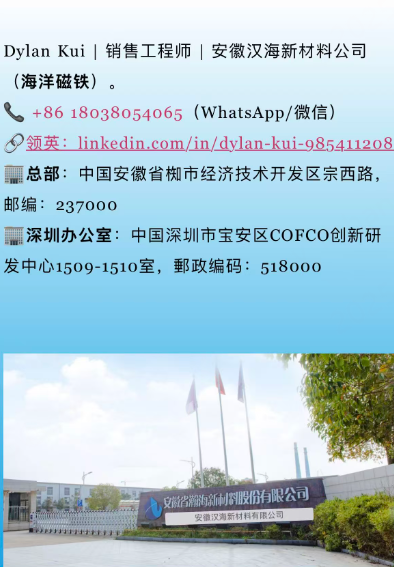 Dylan Kui | 销售工程师 | 安徽汉海新材料公司
（海洋磁铁）。
📞 +86 18038054065（WhatsApp/微信）
🔗领英：linkedin.com/in/dylan-kui-985411208
🏢总部：中国安徽省栀市经济技术开发区宗西路，
邮编：237000
🏢深圳办公室：中国深圳市宝安区COFCO创新研
发中心1509-1510室，郵政编码：518000
安徽省瀚海新材料股份有限公司
安徽汉海新材料有限公司